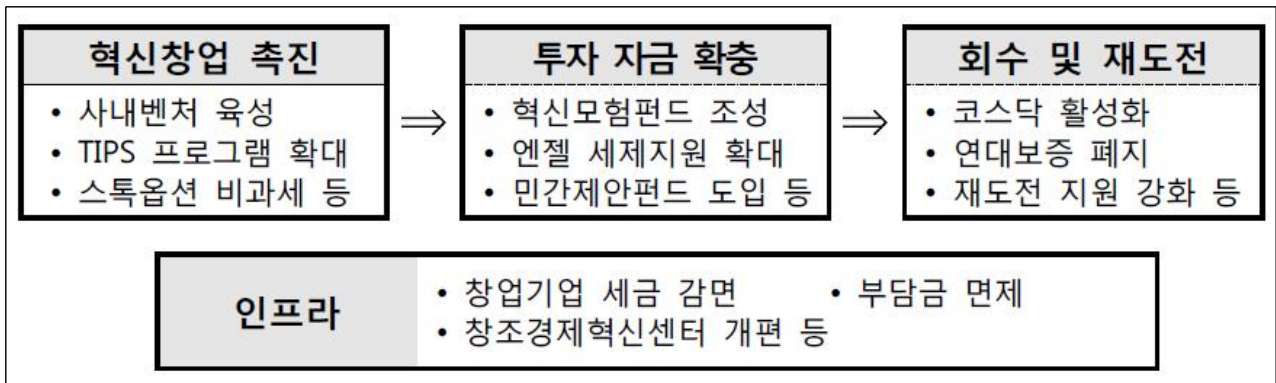 혁신창업 촉진
• 사내벤처 육성
• TIPS 프로그램 확대
• 스톡옵션 비과세 등
⇒
투자 자금 확충
• 혁신모험펀드 조성
• 엔젤 세제지원 확대
• 민간제안펀드 도입 등
⇒
회수 및 재도전
• 코스닥 활성화
• 연대보증 폐지
• 재도전 지원 강화 등
인프라
• 창업기업 세금 감면 • 부담금 면제
• 창조경제혁신센터 개편 등